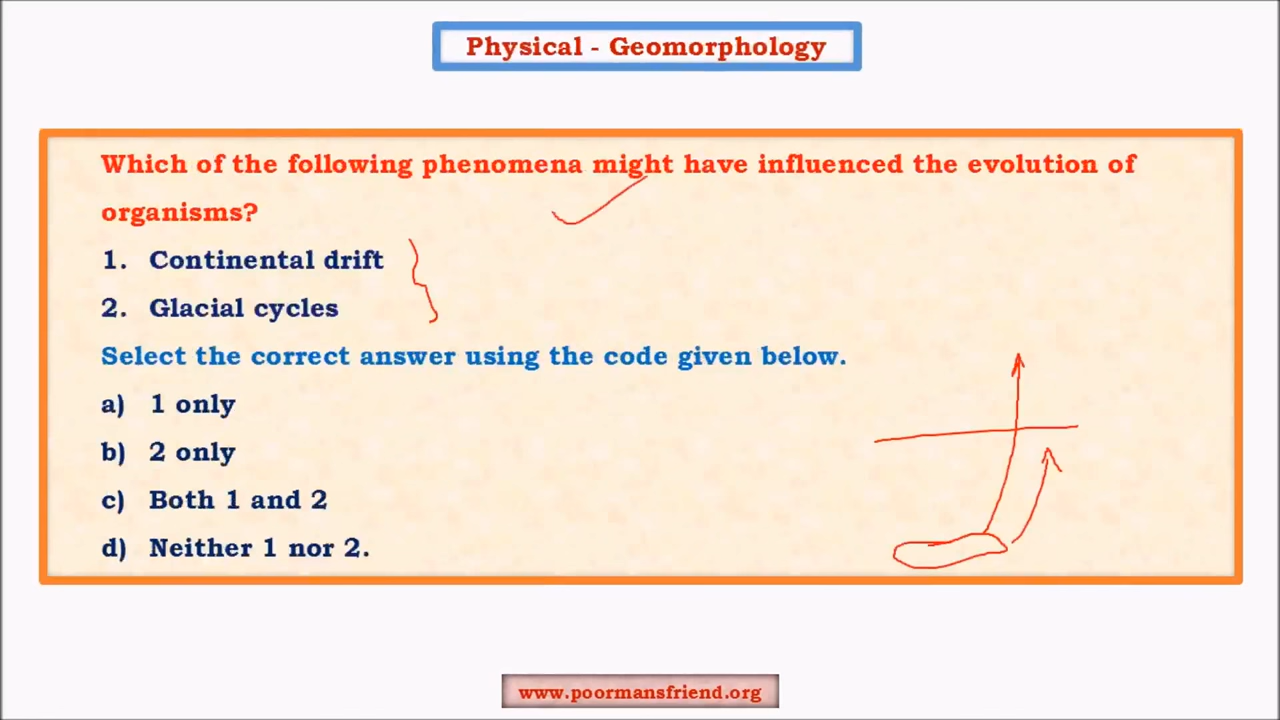 Physical - Geomorphology
Which of the following phenomena might have influenced the evolution of
organisms?
1. Continental drift
2. Glacial cycles
Select the correct answer using the code given below.
a) 1 only
b) 2 only
c) Both 1 and 2
d) Neither 1 nor 2.
www.poormansfriend.org